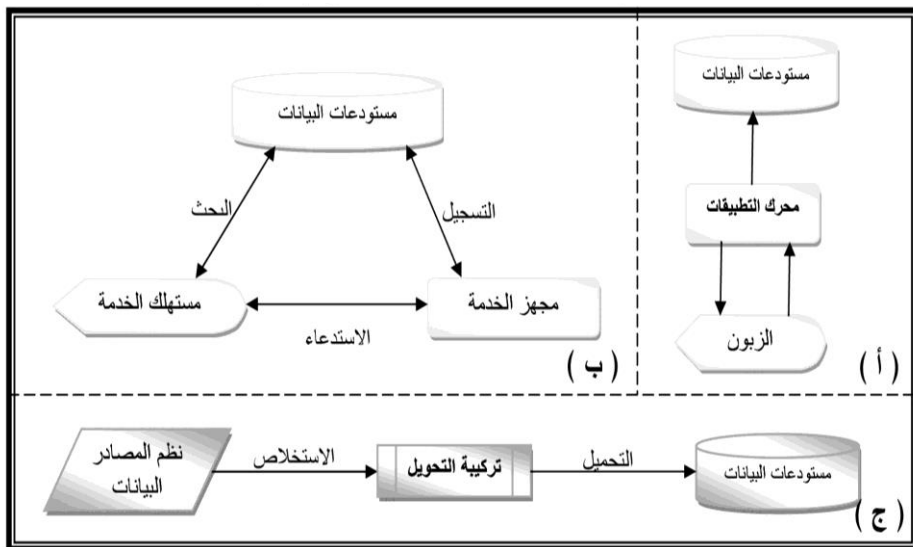 مستودعات البيانات
محرك التطبيقات
الزبون
( أ )
مستودعات البيانات
البحث
التسجيل
مستهلك الخدمة
مجهز الخدمة
الاستدعاء
( ب )
نظم المصادر
البيانات
الاستخلاص
تركيبة التحويل
التحميل
مستودعات البيانات
( ج )